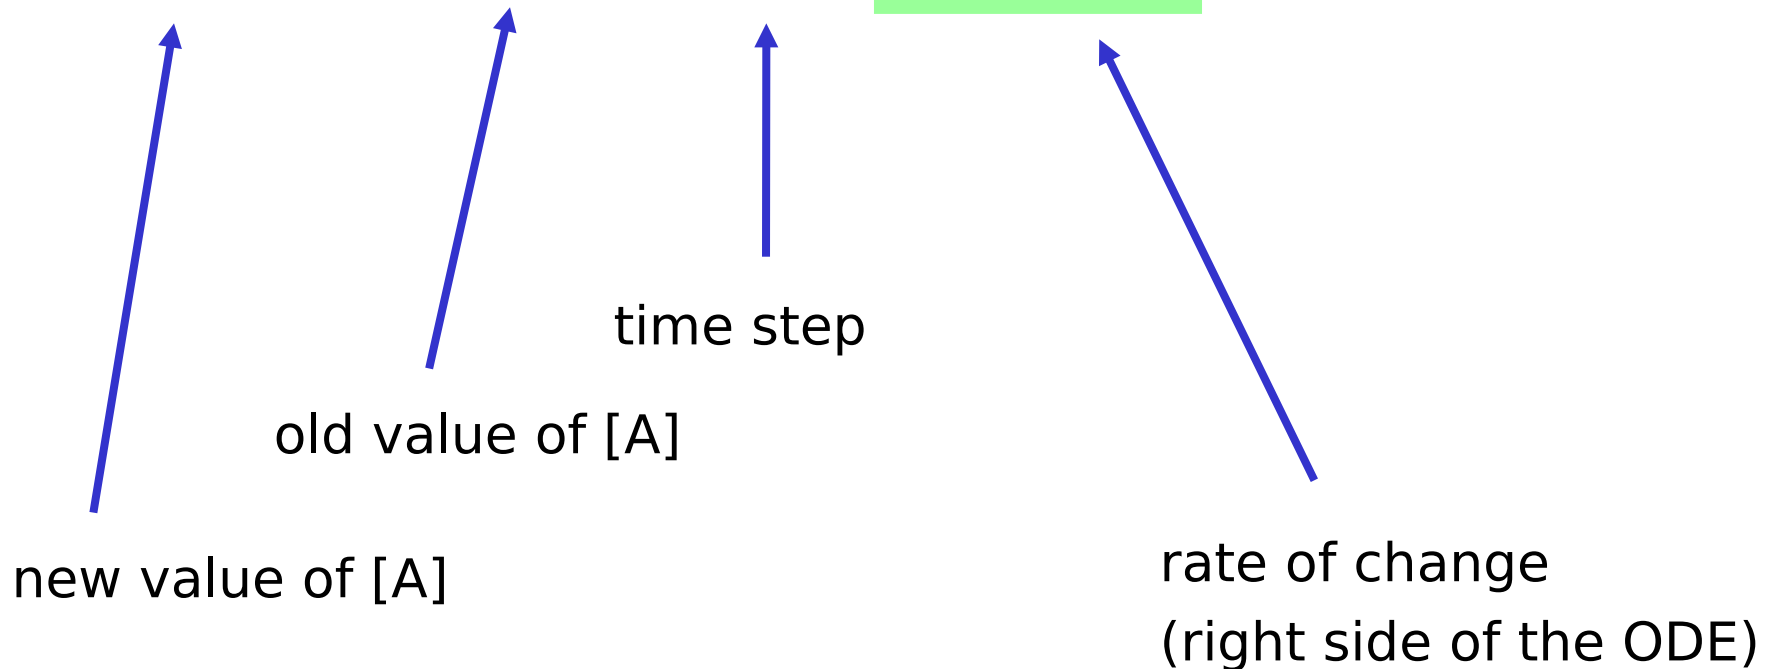 time step
old value of [A]
new value of [A]
rate of change
(right side of the ODE)